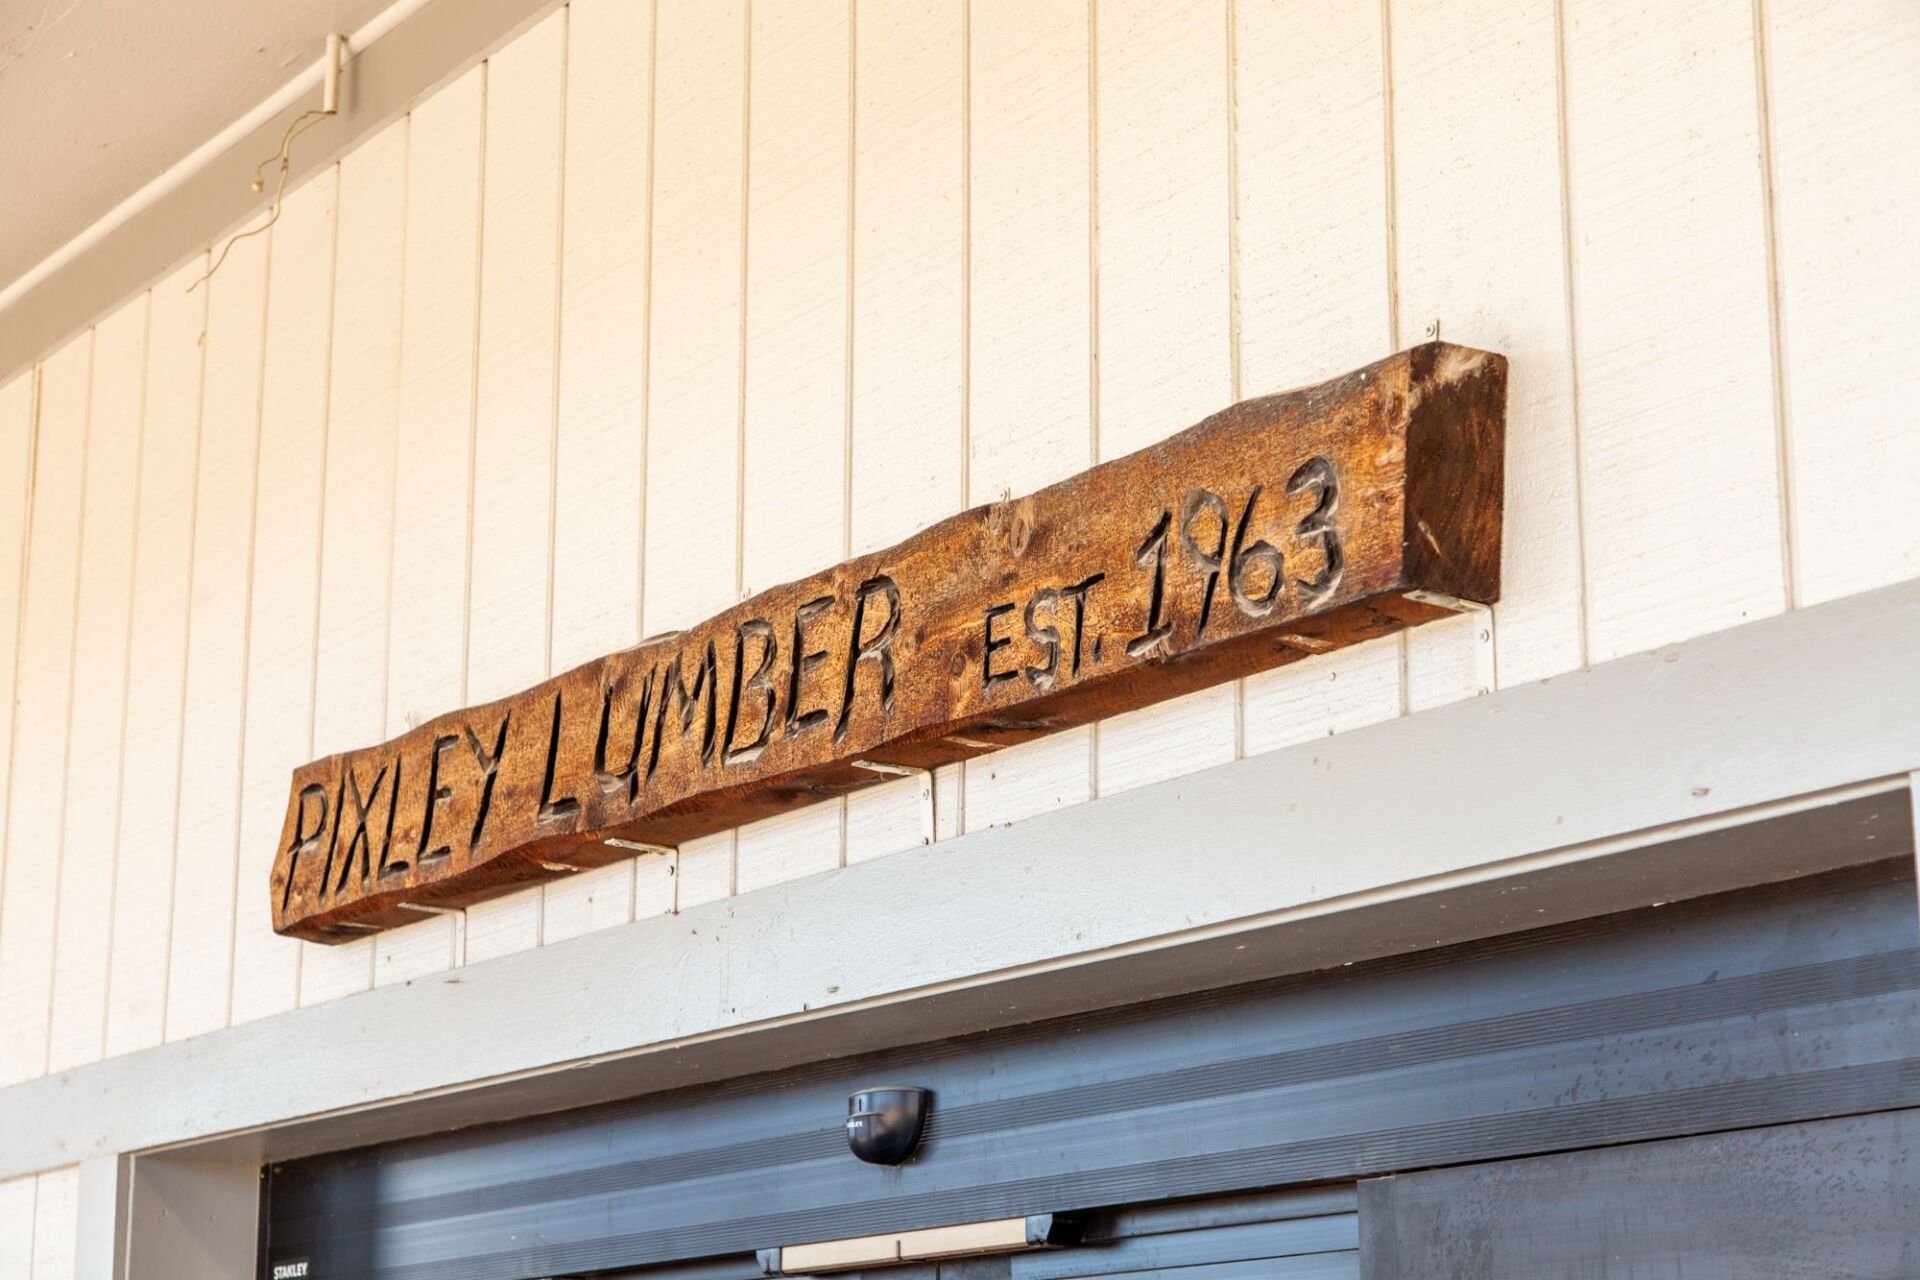 PIXLEY LUMBER EST. 1963
STANLEY